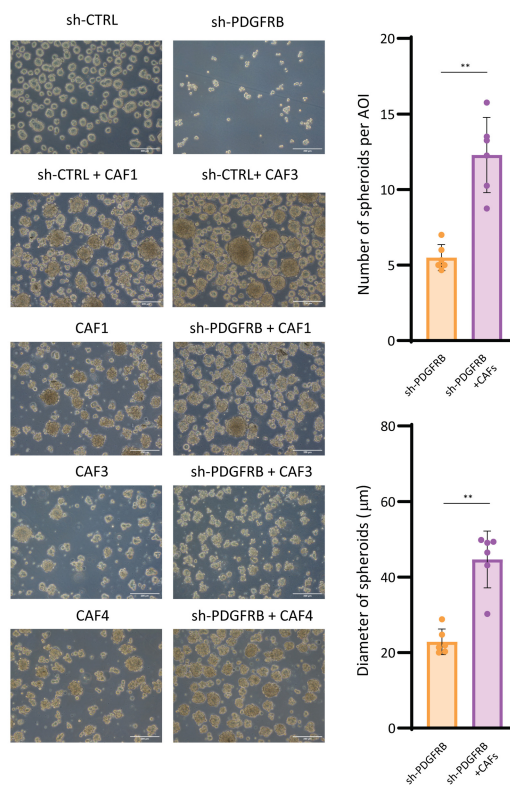 sh-CTRL
sh-PDGFRB
sh-CTRL + CAF1
sh-CTRL+ CAF3
CAF1
sh-PDGFRB + CAF1
CAF3
sh-PDGFRB + CAF3
CAF4
sh-PDGFRB + CAF4
Number of spheroids per AOI
20
15
10
5
0
**
sh-PDGFRB
sh-PDGFRB
+CAFs
Diameter of spheroids (µm)
80
60
40
20
0
**
sh-PDGFRB
sh-PDGFRB
+CAFs